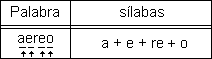 Palabra sílabas
aereo a + e + re + o